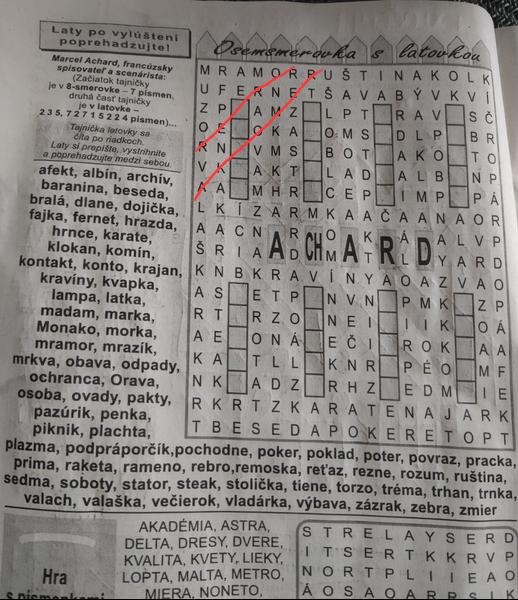 Laty po vylúštení
poprehadzujte!
Marcel Achard, francúzsky
spisovateľ a scenárista:
(Začiatok tajničky
je v 8-smerovke – 7 písmen,
druhá časť tajničky
je v latovke –
2 3 5, 7 2 7 1 5 2 2 4 písmen)...
Tajnička latovky sa
číta po riadkoch.
Laty si prepíšte, vystrihnite
a poprehadzujte medzi sebou.
afekt, albín, archív,
baranina, beseda,
bralá, dlane, dojička,
fajka, fernet, hrazda,
hrnce, karate,
klokan, komín,
kontakt, konto, krajan,
kravíny, kvapka,
lampa, latka,
madam, marka,
Monako, morka,
mramor, mrazík,
mrkva, obava, odpady,
ochranca, Orava,
osoba, ovady, pakty,
pazúrik, penka,
piknik, plachta,
plazma, podpráporčík,pochodne, poker, poklad, poter, povraz, pracka,
prima, raketa, rameno, rebro,remoska, reťaz, rezne, rozum, ruština,
sedma, soboty, stator, steak, stolička, tiene, torzo, tréma, trhan, trnka,
valach, valaška, večierok, vladárka, výbava, zázrak, zebra, zmier
Osemsmerovka s latovkou
M R A M O R R U Š T I N A K O L K
U F E R N E T Š A V A B Ý V K V Í
Z P A M Z L P T R A V S Č
O E O K A O M S D L P B R
R N V M S B O T A K O T O
V K A K T L A D A L B N P
A A M H R C E P I M P P Á
L K Í Z A R M K A A Č A A N A O R
A CH A R D
K N B K R A V Í N Y A O A Z V A O
A S E T P N V N P M K Z P
R T R Z O N E I I I K O Á
A E O N Á E Č I R O K A A
K A T L L K N R P É O M F
N K A D Z R H Z E D M I E
R K R T Z K A R A T E N A J A R K
T B E S E D A P O K E R E T O P T
Hra
s písmenkami
AKADÉMIA, ASTRA,
DELTA, DRESY, DVERE,
KVALITA, KVETY, LIEKY,
LOPTA, MALTA, METRO,
MIERA, NONETO,
S T R E L A Y S E R D
I T S E R T K K R V P
N O R T P L I I E A O